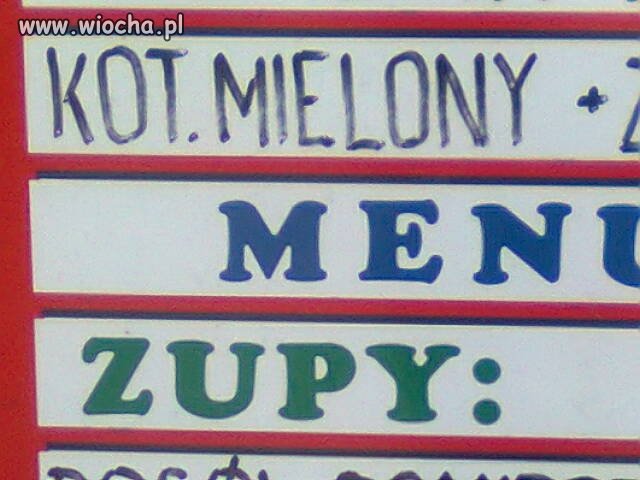 www.wiocha.pl
KOT. MIELONY +
MENU
ZUPY: